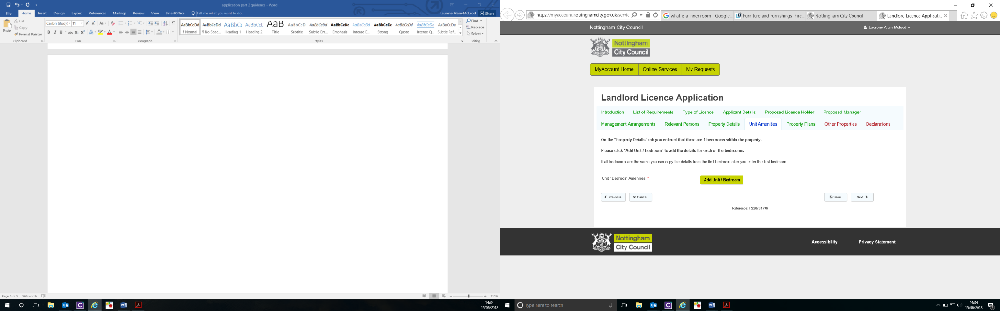 application part 2 guidence - Word
File Home Insert Design Layout References Mailings Review View SmartOffice Tell me what you want to do... Laurene Alam-McLeod Share
Paste Cut Copy Format Painter
Calibri (Body) 11
AaBbCcDd AaBbCcDd AaBbCc AaBbCcC AaB AaBbCcD AaBbCcDd AaBbCcDc AaBbCcDd AaBbCcDc AaBbCcDd AaBbCcDd AaBbCcDd
¶ Normal ¶ No Spac... Heading 1 Heading 2 Title Subtitle Subtle Em... Emphasis Intense E... Strong Quote Intense Q... Subtle Ref...
Find
Replace
Select
Clipboard Font Paragraph Styles Editing
Page 5 of 5 566 words 120%
14:34
15/06/2018
https://myaccount.nottinghamcity.gov.uk/servic
what is a inner room - Google...
Furniture and Furnishings (Fire...
Nottingham City Council
Landlord Licence Applicati...
Nottingham City Council
Laurene Alam-Mcleod
Nottingham
City Council
MyAccount Home Online Services My Requests
Landlord Licence Application
Introduction List of Requirements Type of Licence Applicant Details Proposed Licence Holder Proposed Manager
Management Arrangements Relevant Persons Property Details Unit Amenities Property Plans Other Properties Declarations
On the "Property Details" tab you entered that there are 1 bedrooms within the property.
Please click "Add Unit / Bedroom" to add the details for each of the bedrooms.
If all bedrooms are the same you can copy the details from the first bedroom after you enter the first bedroom
Unit / Bedroom Amenities * Add Unit / Bedroom
Previous Cancel Save Next
Reference: FS28761796
Nottingham
City Council
Accessibility Privacy Statement
Type here to search
14:34
15/06/2018